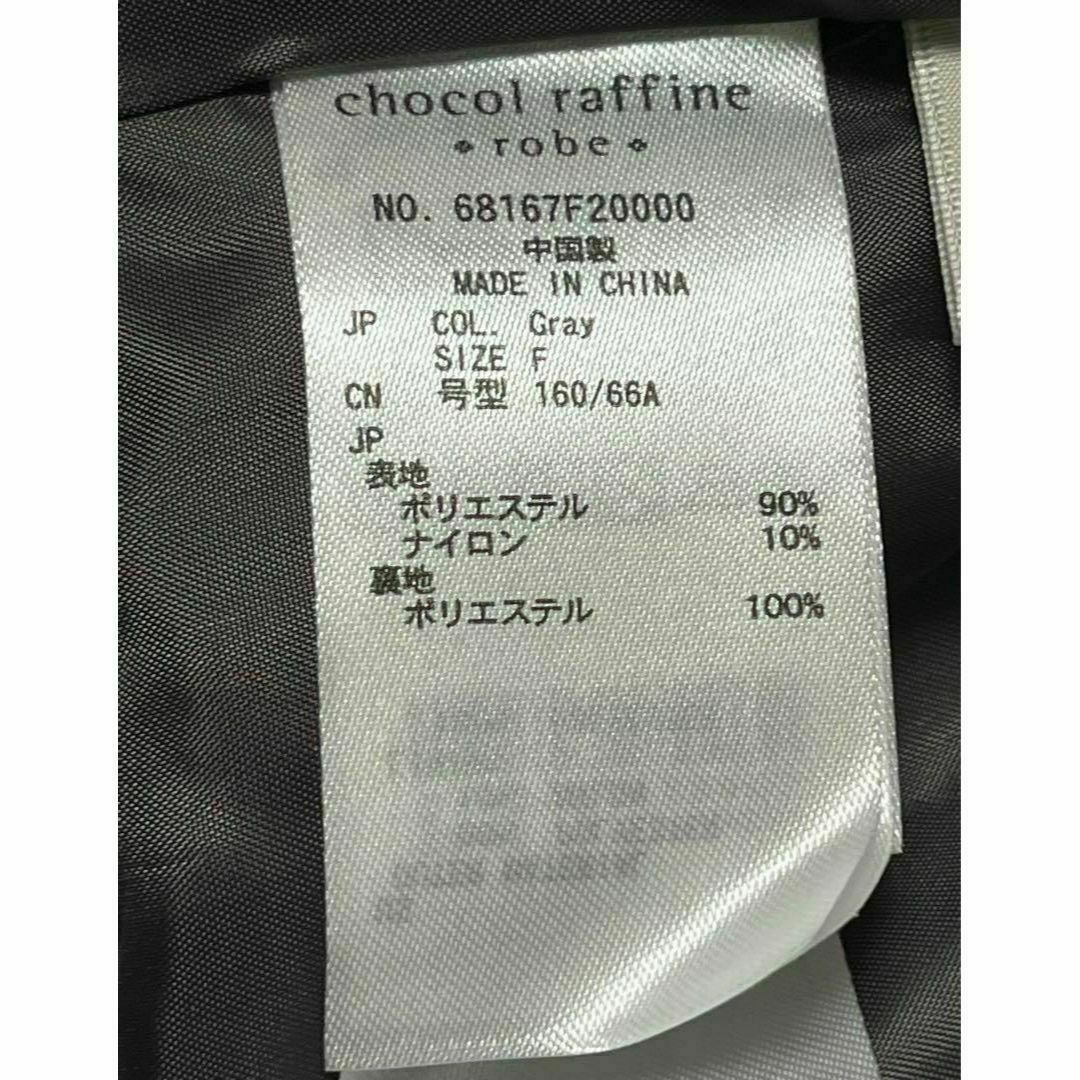 chocol raffine
robe
NO. 68167F20000
中国製
MADE IN CHINA
JP COL. Gray
SIZE F
CN 号型 160/66A
JP
表地
ポリエステル 90%
ナイロン 10%
裏地
ポリエステル 100%